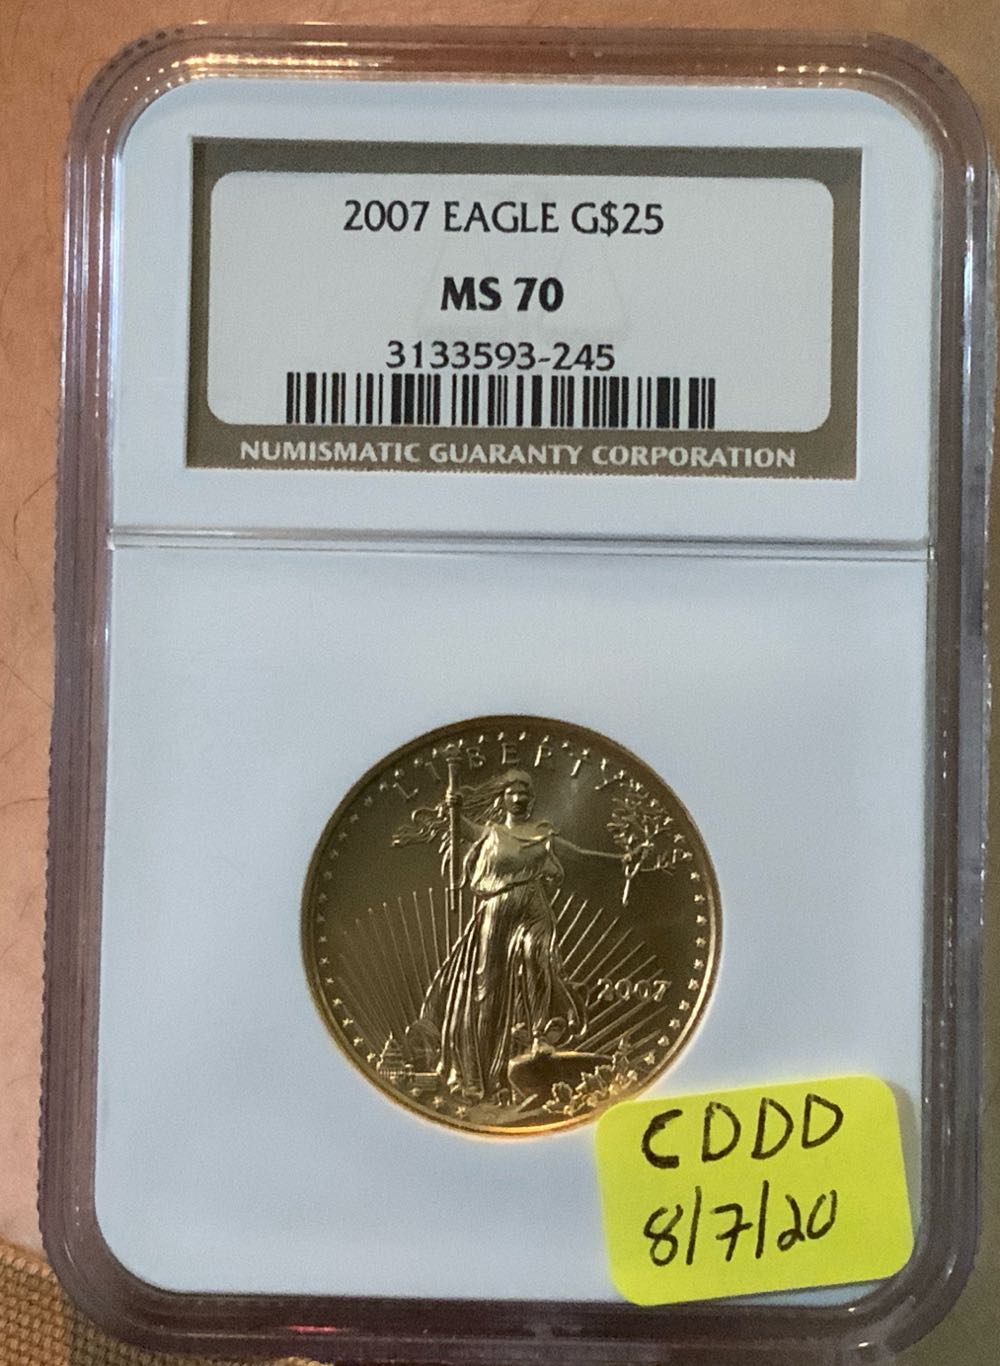 2007 EAGLE G$25
MS 70
3133593-245
NUMISMATIC GUARANTY CORPORATION
LIBERTY
2007
CDDD
8/7/20